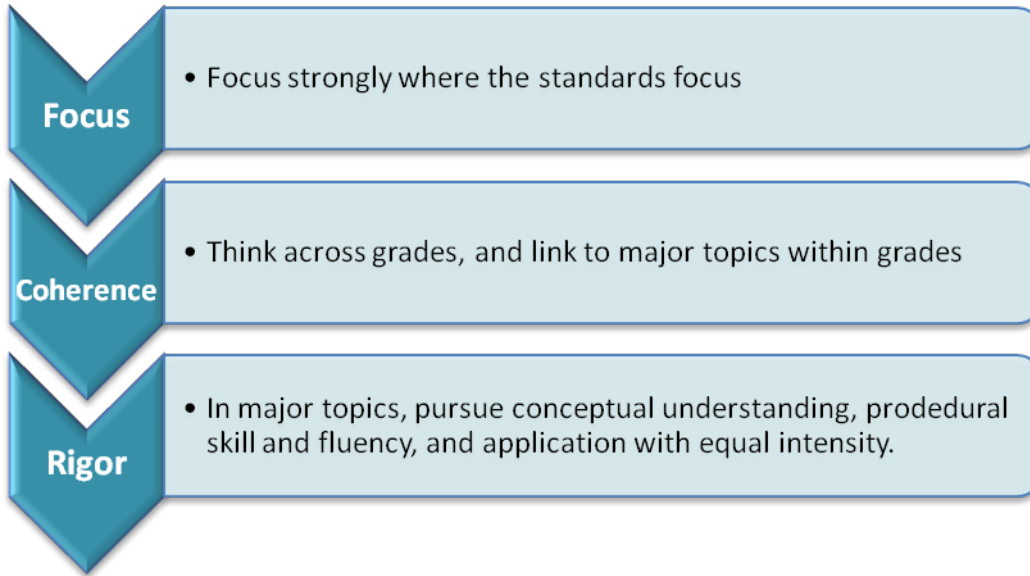 Focus
• Focus strongly where the standards focus
Coherence
• Think across grades, and link to major topics within grades
Rigor
• In major topics, pursue conceptual understanding, prodedural
skill and fluency, and application with equal intensity.